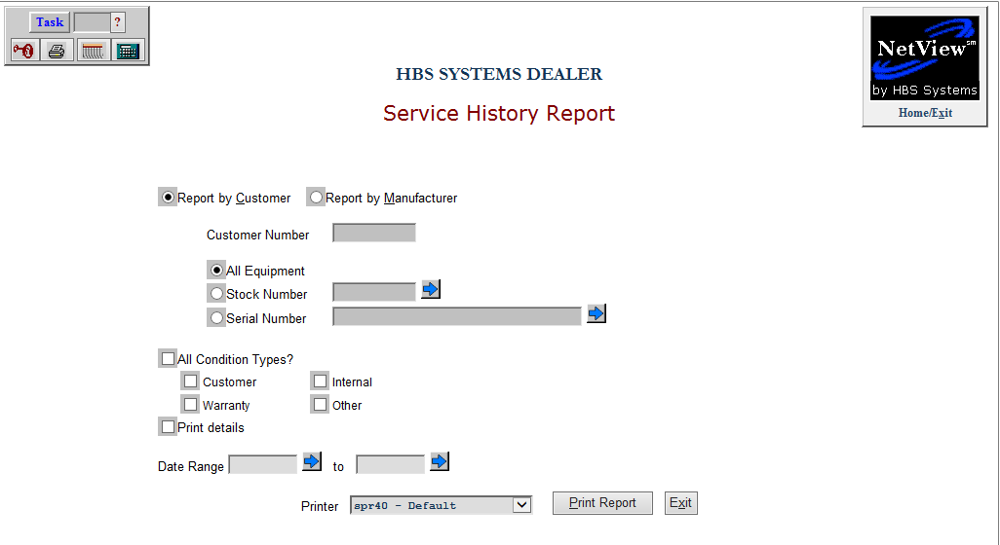 Task ?
NetView sm
by HBS Systems
Home/Exit
HBS SYSTEMS DEALER
Service History Report
Report by Customer Report by Manufacturer
Customer Number
All Equipment
Stock Number
Serial Number
All Condition Types?
Customer Internal
Warranty Other
Print details
Date Range to
Printer spr40 - Default Print Report Exit